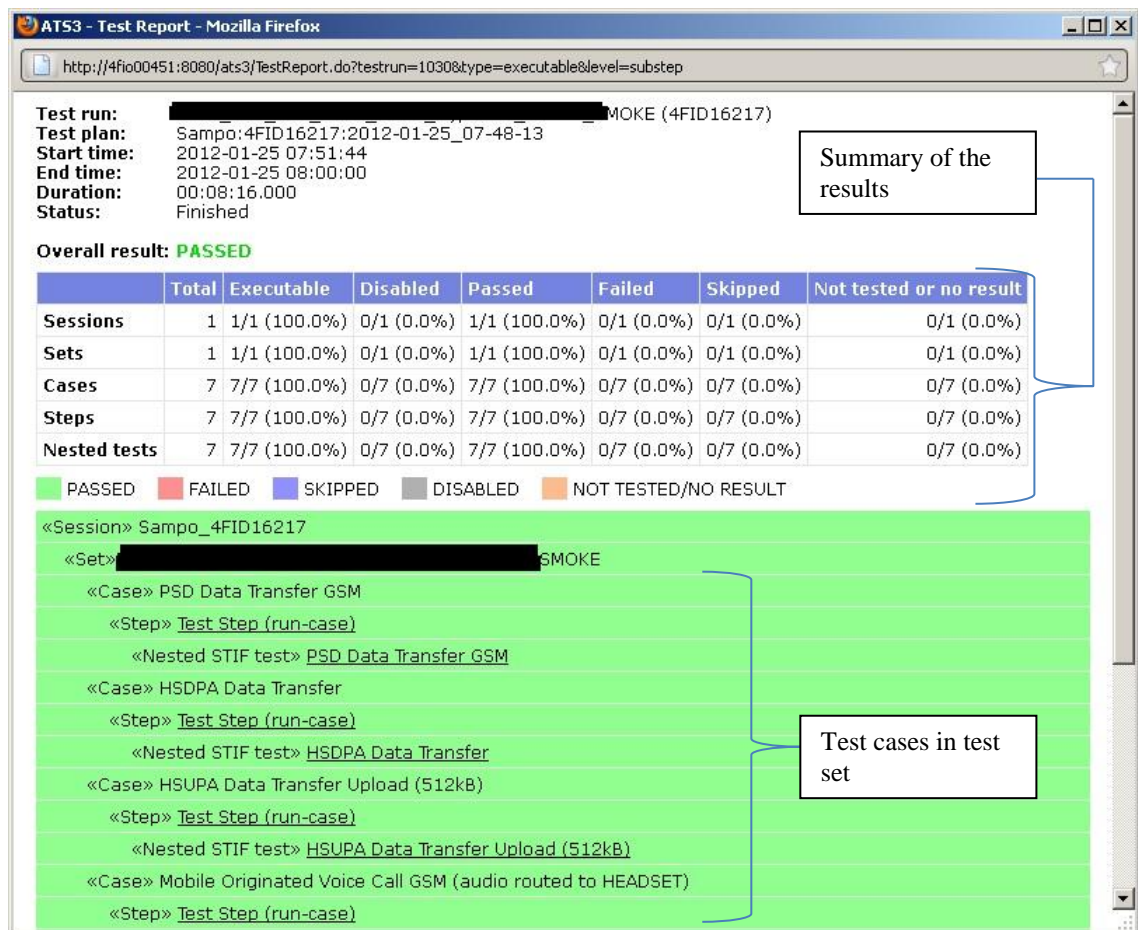 ATS3 - Test Report - Mozilla Firefox
http://4fio00451:8080/ats3/TestReport.do?testrun=1030&type=executable&level=substep
Test run: MOKE (4FID16217)
Test plan: Sampo:4FID16217:2012-01-25_07-48-13
Start time: 2012-01-25 07:51:44
End time: 2012-01-25 08:00:00
Duration: 00:08:16.000
Status: Finished
Summary of the
results
Overall result: PASSED
Total Executable Disabled Passed Failed Skipped Not tested or no result
Sessions 1 1/1 (100.0%) 0/1 (0.0%) 1/1 (100.0%) 0/1 (0.0%) 0/1 (0.0%) 0/1 (0.0%)
Sets 1 1/1 (100.0%) 0/1 (0.0%) 1/1 (100.0%) 0/1 (0.0%) 0/1 (0.0%) 0/1 (0.0%)
Cases 7 7/7 (100.0%) 0/7 (0.0%) 7/7 (100.0%) 0/7 (0.0%) 0/7 (0.0%) 0/7 (0.0%)
Steps 7 7/7 (100.0%) 0/7 (0.0%) 7/7 (100.0%) 0/7 (0.0%) 0/7 (0.0%) 0/7 (0.0%)
Nested tests 7 7/7 (100.0%) 0/7 (0.0%) 7/7 (100.0%) 0/7 (0.0%) 0/7 (0.0%) 0/7 (0.0%)
PASSED FAILED SKIPPED DISABLED NOT TESTED/NO RESULT
«Session» Sampo_4FID16217
«Set» SMOKE
«Case» PSD Data Transfer GSM
«Step» Test Step (run-case)
«Nested STIF test» PSD Data Transfer GSM
«Case» HSDPA Data Transfer
«Step» Test Step (run-case)
«Nested STIF test» HSDPA Data Transfer
«Case» HSUPA Data Transfer Upload (512kB)
«Step» Test Step (run-case)
«Nested STIF test» HSUPA Data Transfer Upload (512kB)
«Case» Mobile Originated Voice Call GSM (audio routed to HEADSET)
«Step» Test Step (run-case)
Test cases in test
set